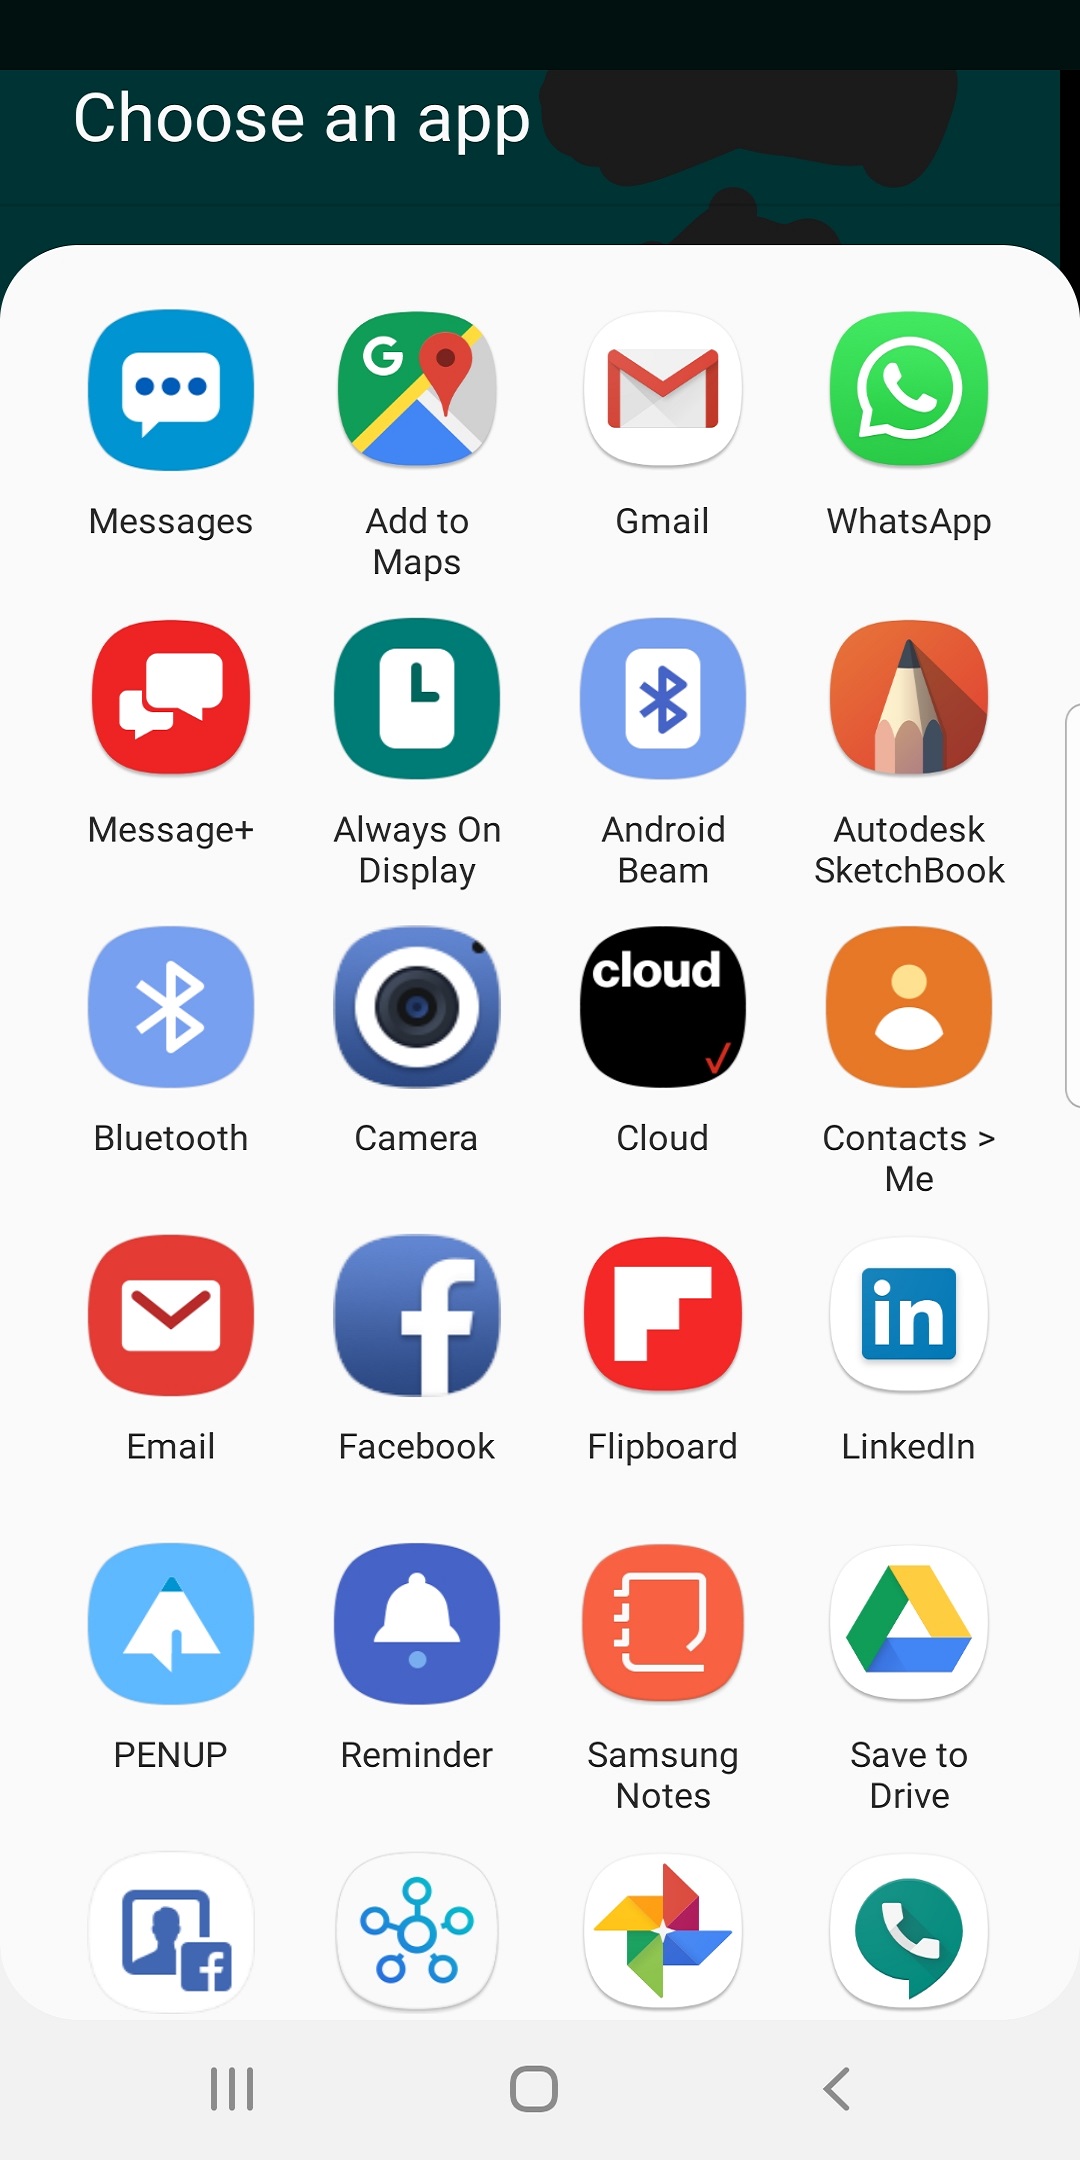 Choose an app
G
Messages
Add to
Maps
Gmail
WhatsApp
Message+
Always On
Display
Android
Beam
Autodesk
SketchBook
cloud
Bluetooth
Camera
Cloud
Contacts >
Me
f
in
Email
Facebook
Flipboard
LinkedIn
PENUP
Reminder
Samsung
Notes
Save to
Drive
f